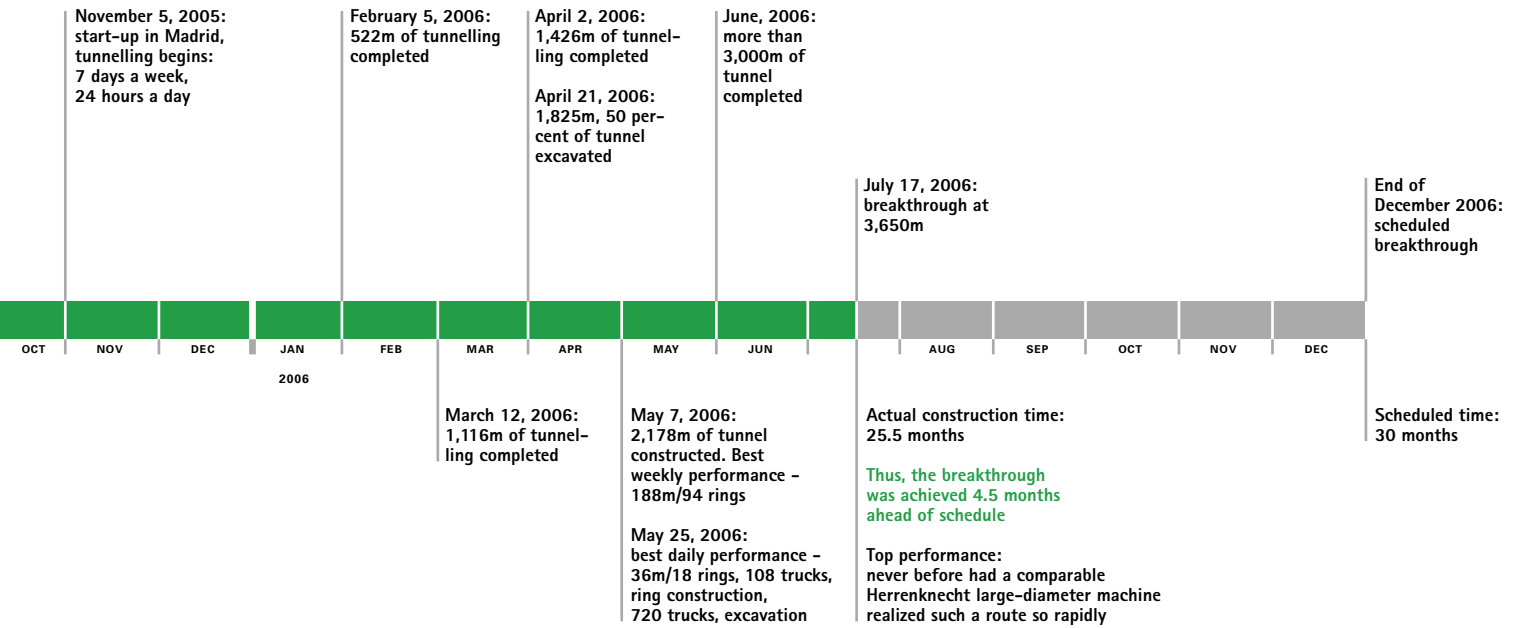 November 5, 2005:
start-up in Madrid,
tunnelling begins:
7 days a week,
24 hours a day
February 5, 2006:
522m of tunnelling
completed
April 2, 2006:
1,426m of tunnel-
ling completed
April 21, 2006:
1,825m, 50 per-
cent of tunnel
excavated
June, 2006:
more than
3,000m of
tunnel
completed
July 17, 2006:
breakthrough at
3,650m
End of
December 2006:
scheduled
breakthrough
OCT NOV DEC JAN FEB MAR APR MAY JUN AUG SEP OCT NOV DEC
2006
March 12, 2006:
1,116m of tunnel-
ling completed
May 7, 2006:
2,178m of tunnel
constructed. Best
weekly performance –
188m/94 rings
May 25, 2006:
best daily performance –
36m/18 rings, 108 trucks,
ring construction,
720 trucks, excavation
Actual construction time:
25.5 months
Thus, the breakthrough
was achieved 4.5 months
ahead of schedule
Top performance:
never before had a comparable
Herrenknecht large-diameter machine
realized such a route so rapidly
Scheduled time:
30 months